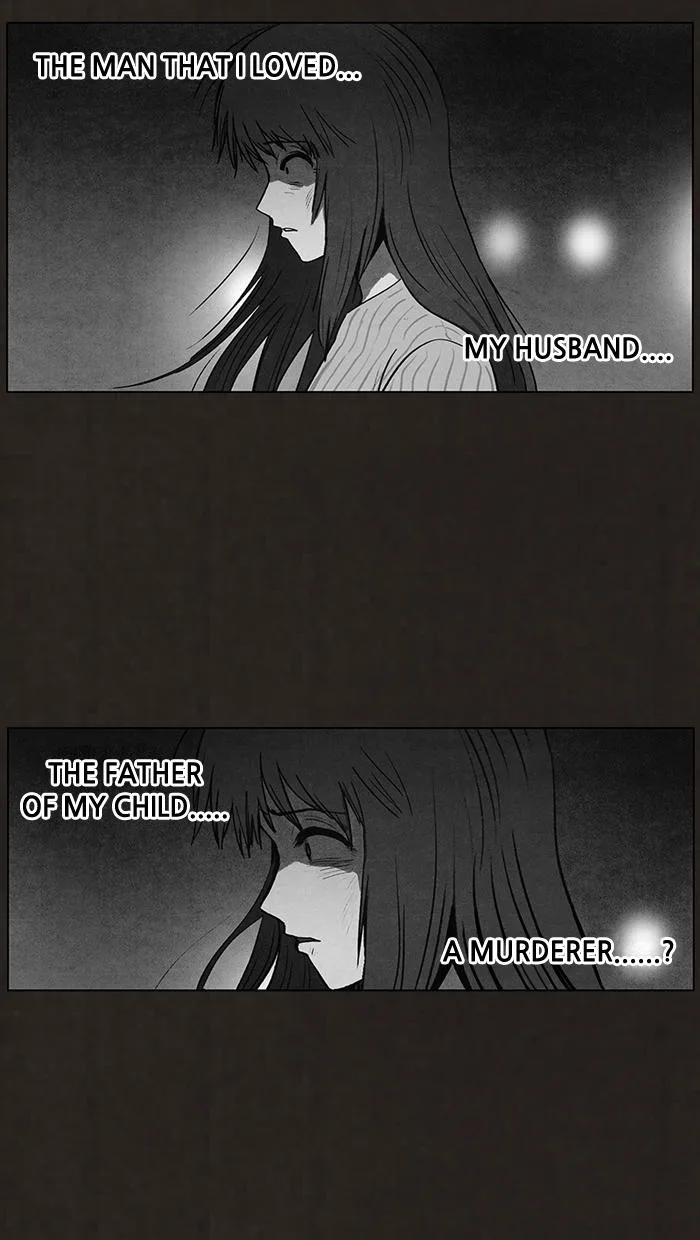 THE MAN THAT I LOVED...
MY HUSBAND....
THE FATHER
OF MY CHILD.....
A MURDERER......?